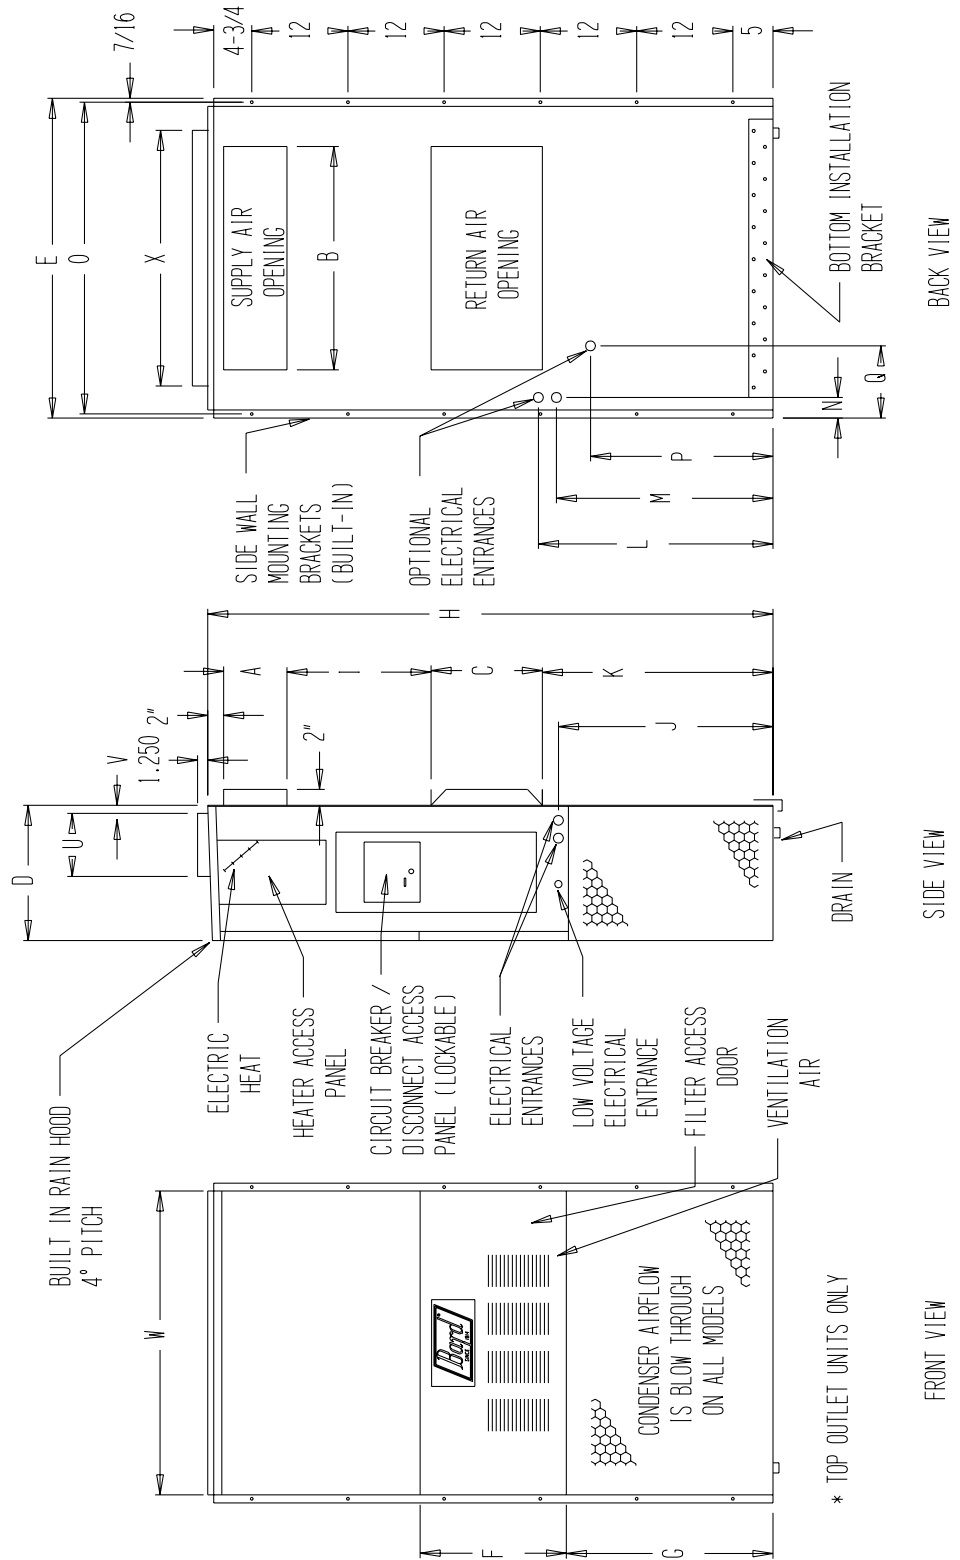 W
F
G
BUILT IN RAIN HOOD
4° PITCH
Bard
SINCE 1914
CONDENSER AIRFLOW
IS BLOW THROUGH
ON ALL MODELS
* TOP OUTLET UNITS ONLY
FRONT VIEW
FILTER ACCESS
DOOR
VENTILATION
AIR
D
U
V
1.250
2"
ELECTRIC
HEAT
HEATER ACCESS
PANEL
CIRCUIT BREAKER /
DISCONNECT ACCESS
PANEL (LOCKABLE)
ELECTRICAL
ENTRANCES
LOW VOLTAGE
ELECTRICAL
ENTRANCE
A
I
2"
C
K
J
H
DRAIN
SIDE VIEW
SIDE WALL
MOUNTING
BRACKETS
(BUILT-IN)
OPTIONAL
ELECTRICAL
ENTRANCES
L
M
P
N
Q
E
O
X
7/16
4-3/4
12
12
12
12
12
5
SUPPLY AIR
OPENING
B
RETURN AIR
OPENING
BOTTOM INSTALLATION
BRACKET
BACK VIEW